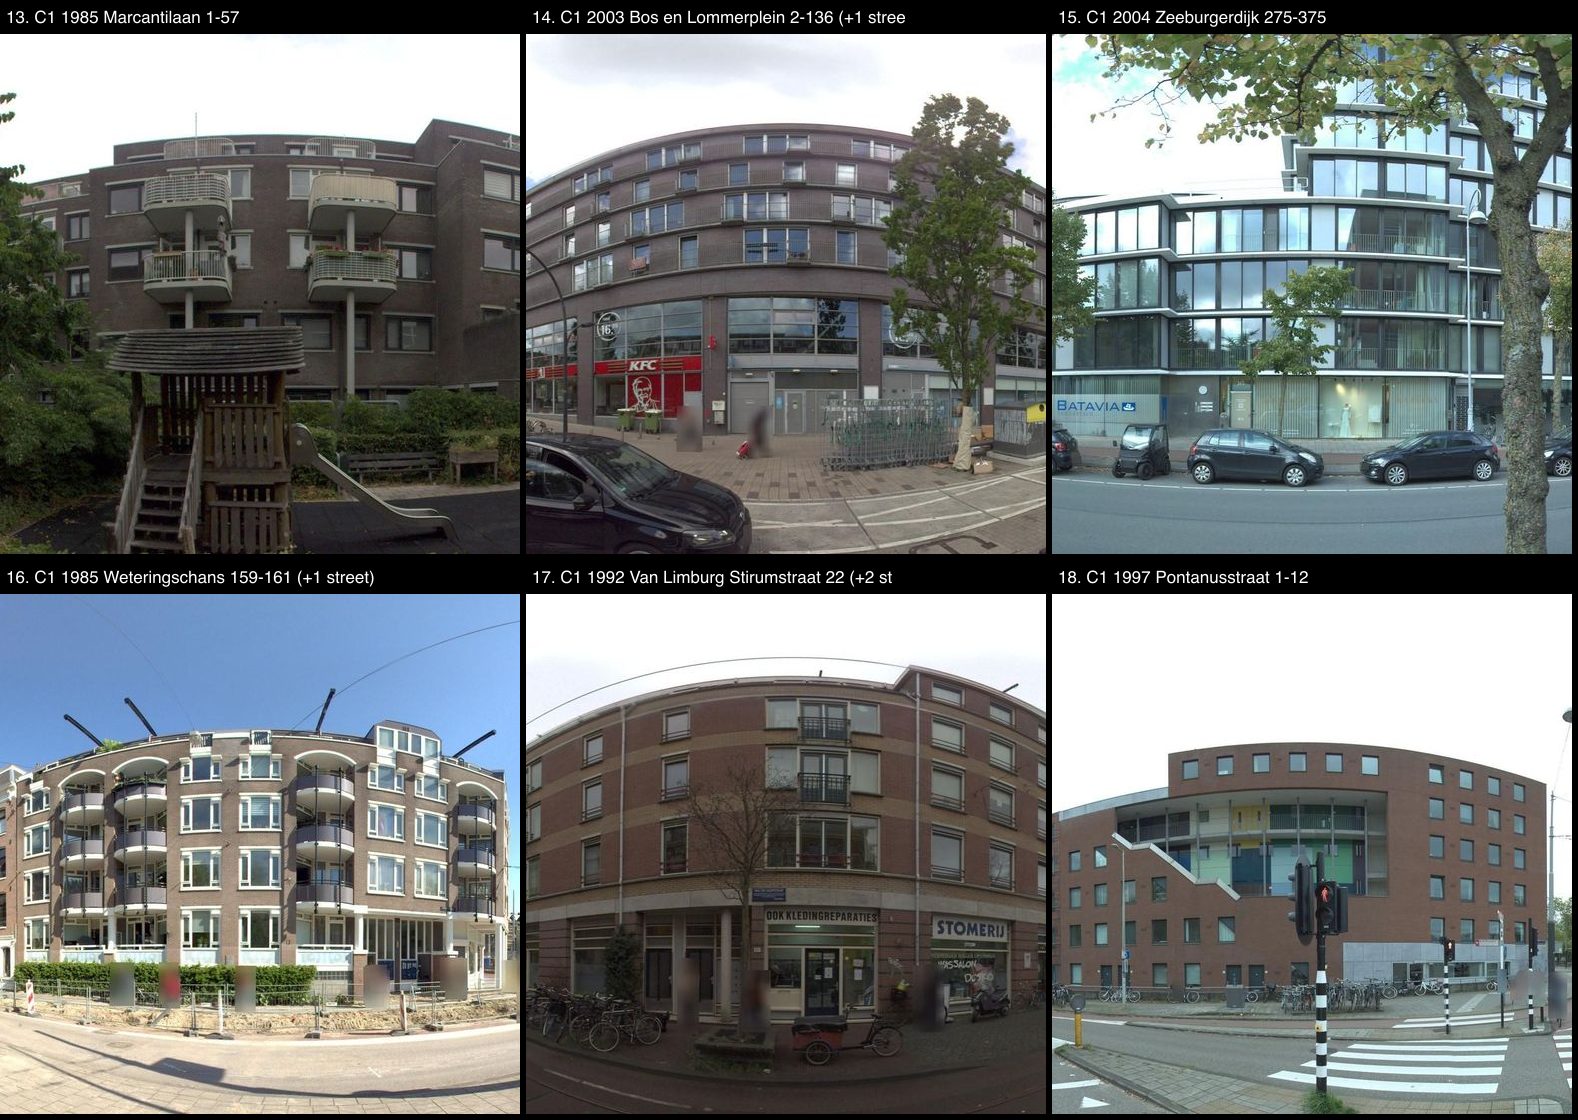 13. C1 1985 Marcantilaan 1-57
14. C1 2003 Bos en Lommerplein 2-136 (+1 stree
15. C1 2004 Zeeburgerdijk 275-375
16.
KFC
BATAVIA
16. C1 1985 Weteringschans 159-161 (+1 street)
17. C1 1992 Van Limburg Stirumstraat 22 (+2 st
18. C1 1997 Pontanusstraat 1-12
OOK KLEDINGREPARATIES
STOMERIJ